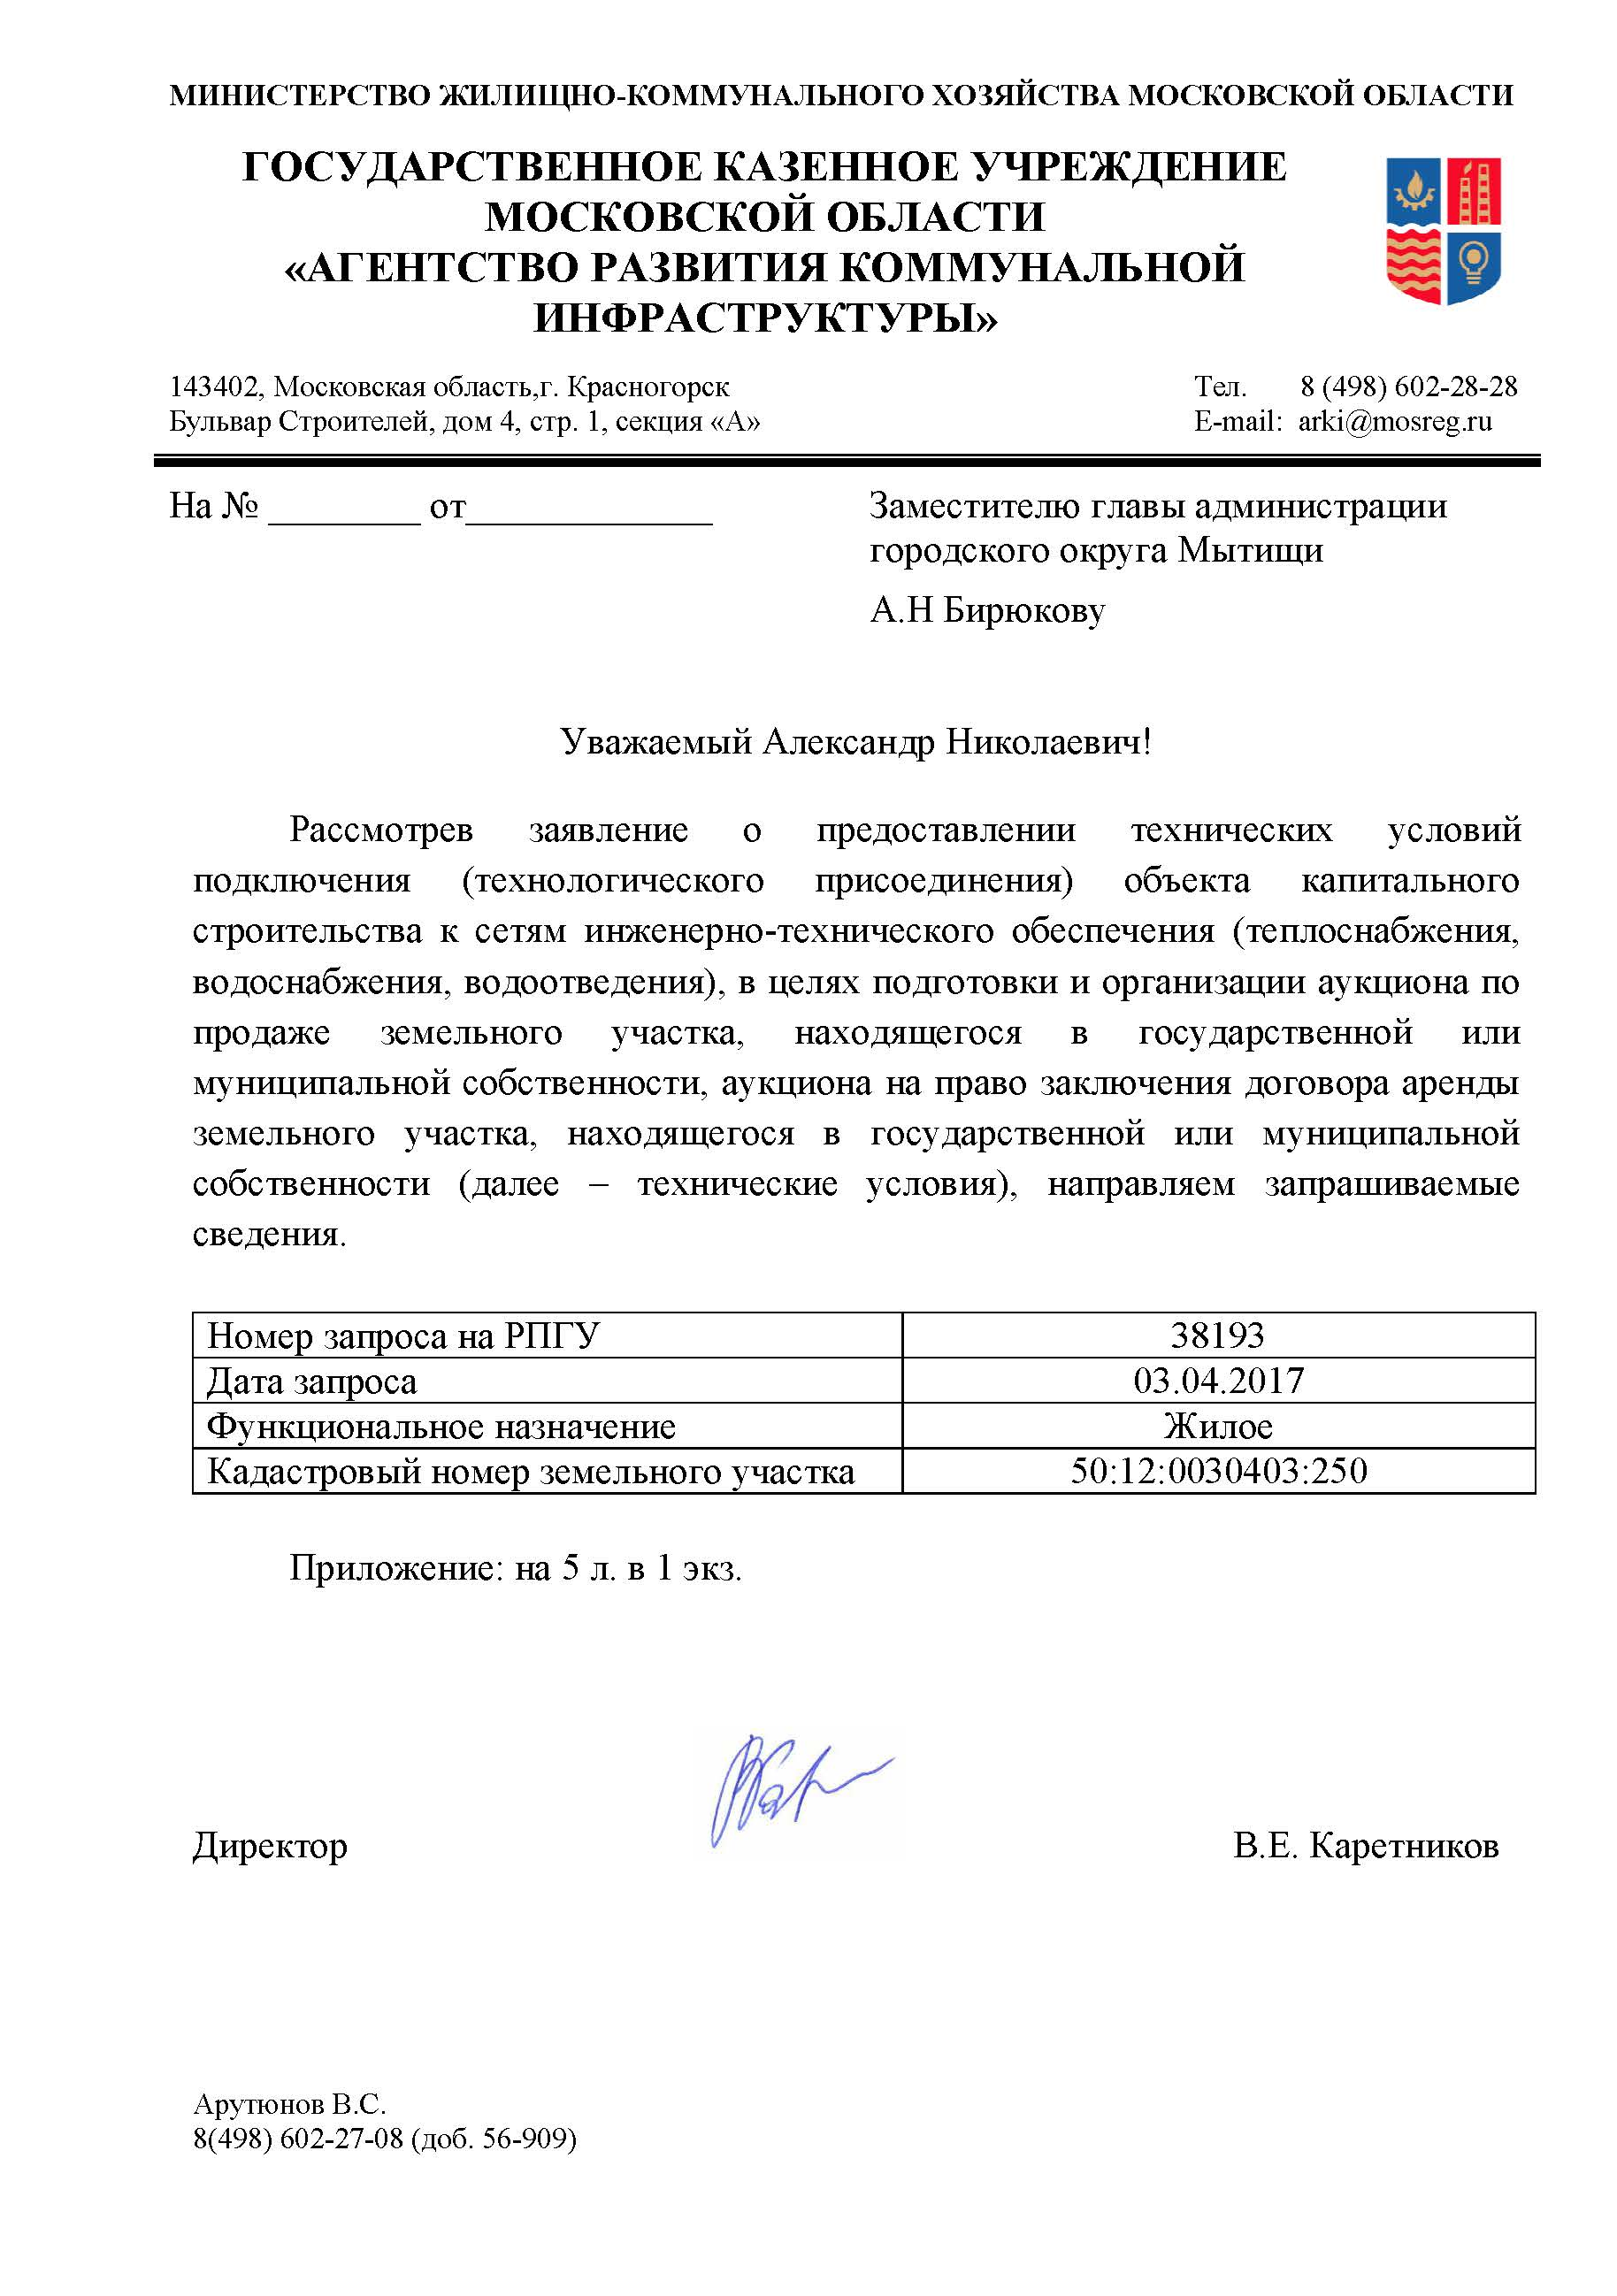 МИНИСТЕРСТВО ЖИЛИЩНО-КОММУНАЛЬНОГО ХОЗЯЙСТВА МОСКОВСКОЙ ОБЛАСТИ
ГОСУДАРСТВЕННОЕ КАЗЕННОЕ УЧРЕЖДЕНИЕ
МОСКОВСКОЙ ОБЛАСТИ
«АГЕНТСТВО РАЗВИТИЯ КОММУНАЛЬНОЙ
ИНФРАСТРУКТУРЫ»
143402, Московская область,г. Красногорск
Бульвар Строителей, дом 4, стр. 1, секция «А»
Тел. 8 (498) 602-28-28
E-mail: arki@mosreg.ru
На № ________ от_____________
Заместителю главы администрации
городского округа Мытищи
А.Н Бирюкову
Уважаемый Александр Николаевич!
Рассмотрев заявление о предоставлении технических условий
подключения (технологического присоединения) объекта капитального
строительства к сетям инженерно-технического обеспечения (теплоснабжения,
водоснабжения, водоотведения), в целях подготовки и организации аукциона по
продаже земельного участка, находящегося в государственной или
муниципальной собственности, аукциона на право заключения договора аренды
земельного участка, находящегося в государственной или муниципальной
собственности (далее – технические условия), направляем запрашиваемые
сведения.
Номер запроса на РПГУ 38193
Дата запроса 03.04.2017
Функциональное назначение Жилое
Кадастровый номер земельного участка 50:12:0030403:250
Приложение: на 5 л. в 1 экз.
Директор В.Е. Каретников
Арутюнов В.С.
8(498) 602-27-08 (доб. 56-909)